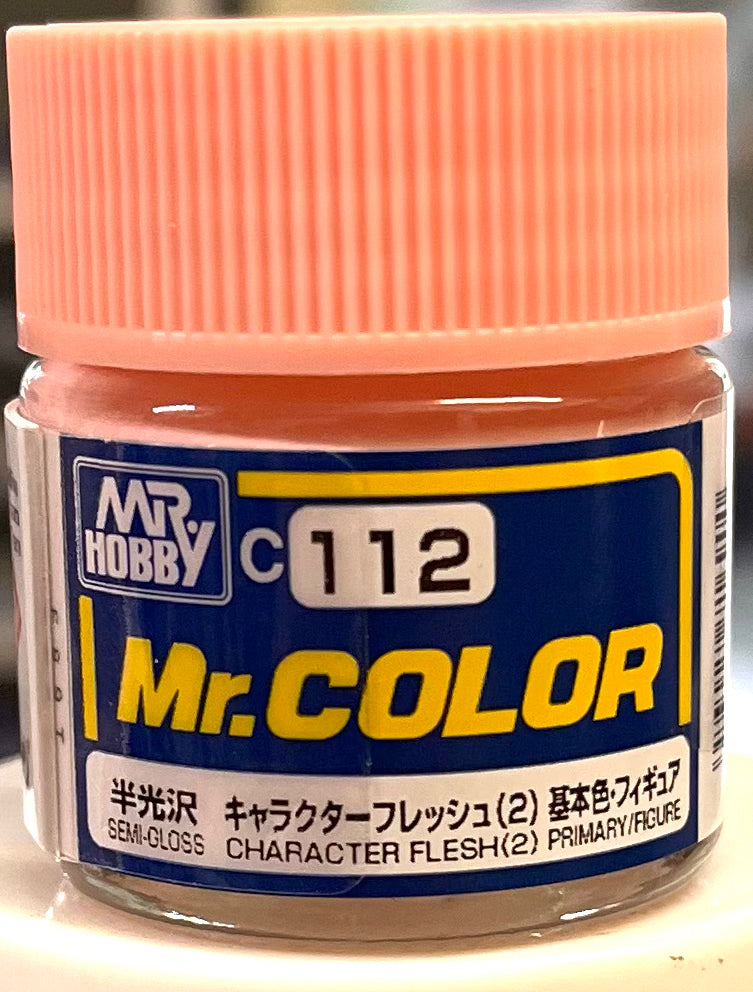 MR. HOBBY
C 112
Mr.COLOR
半光沢 キャラクターフレッシュ(2) 基本色・フィギュア
SEMI-GLOSS CHARACTER FLESH(2) PRIMARY/FIGURE